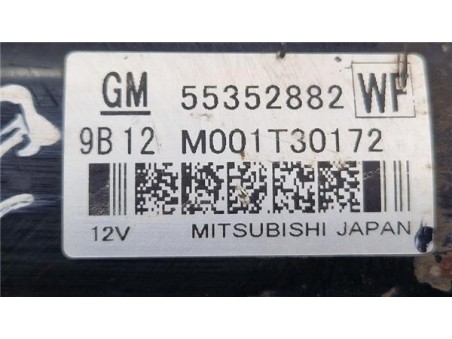 GM 55352882 WF
9B12 M001T30172
12V MITSUBISHI JAPAN